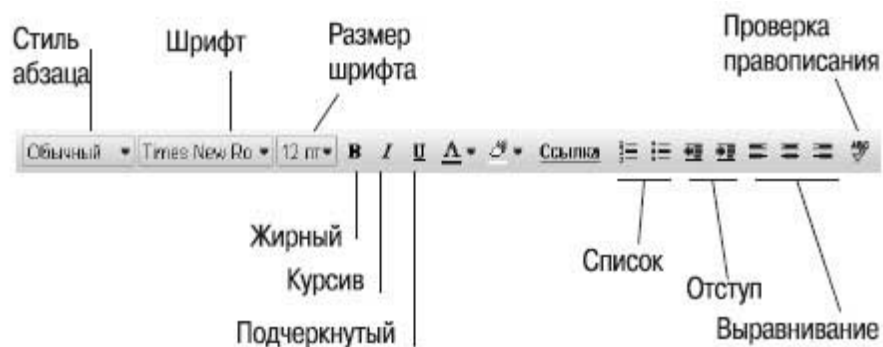 Стиль абзаца
Шрифт
Размер шрифта
Проверка правописания
Обычный Times New Ro 12 пт B I U A Ссылка
Жирный
Курсив
Подчеркнутый
Список
Отступ
Выравнивание